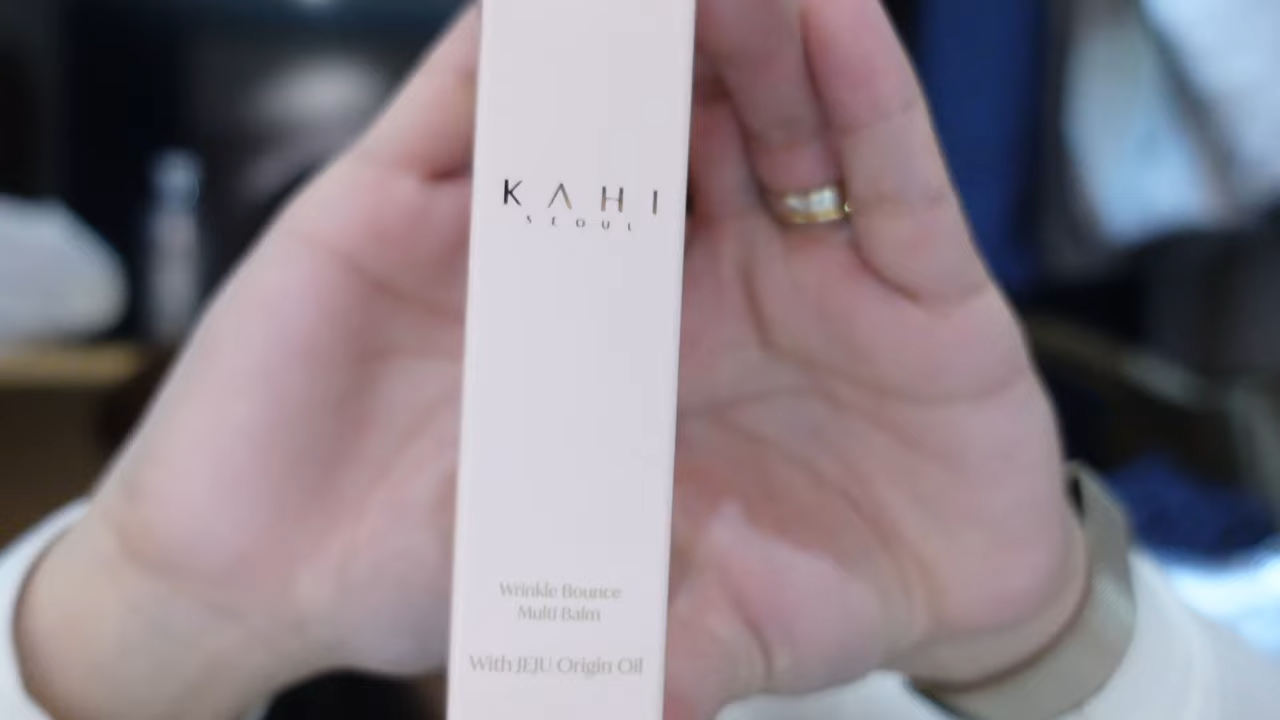 KAHI
SEOUL
Wrinkle Bounce
Multi Balm
With JEJU Origin Oil